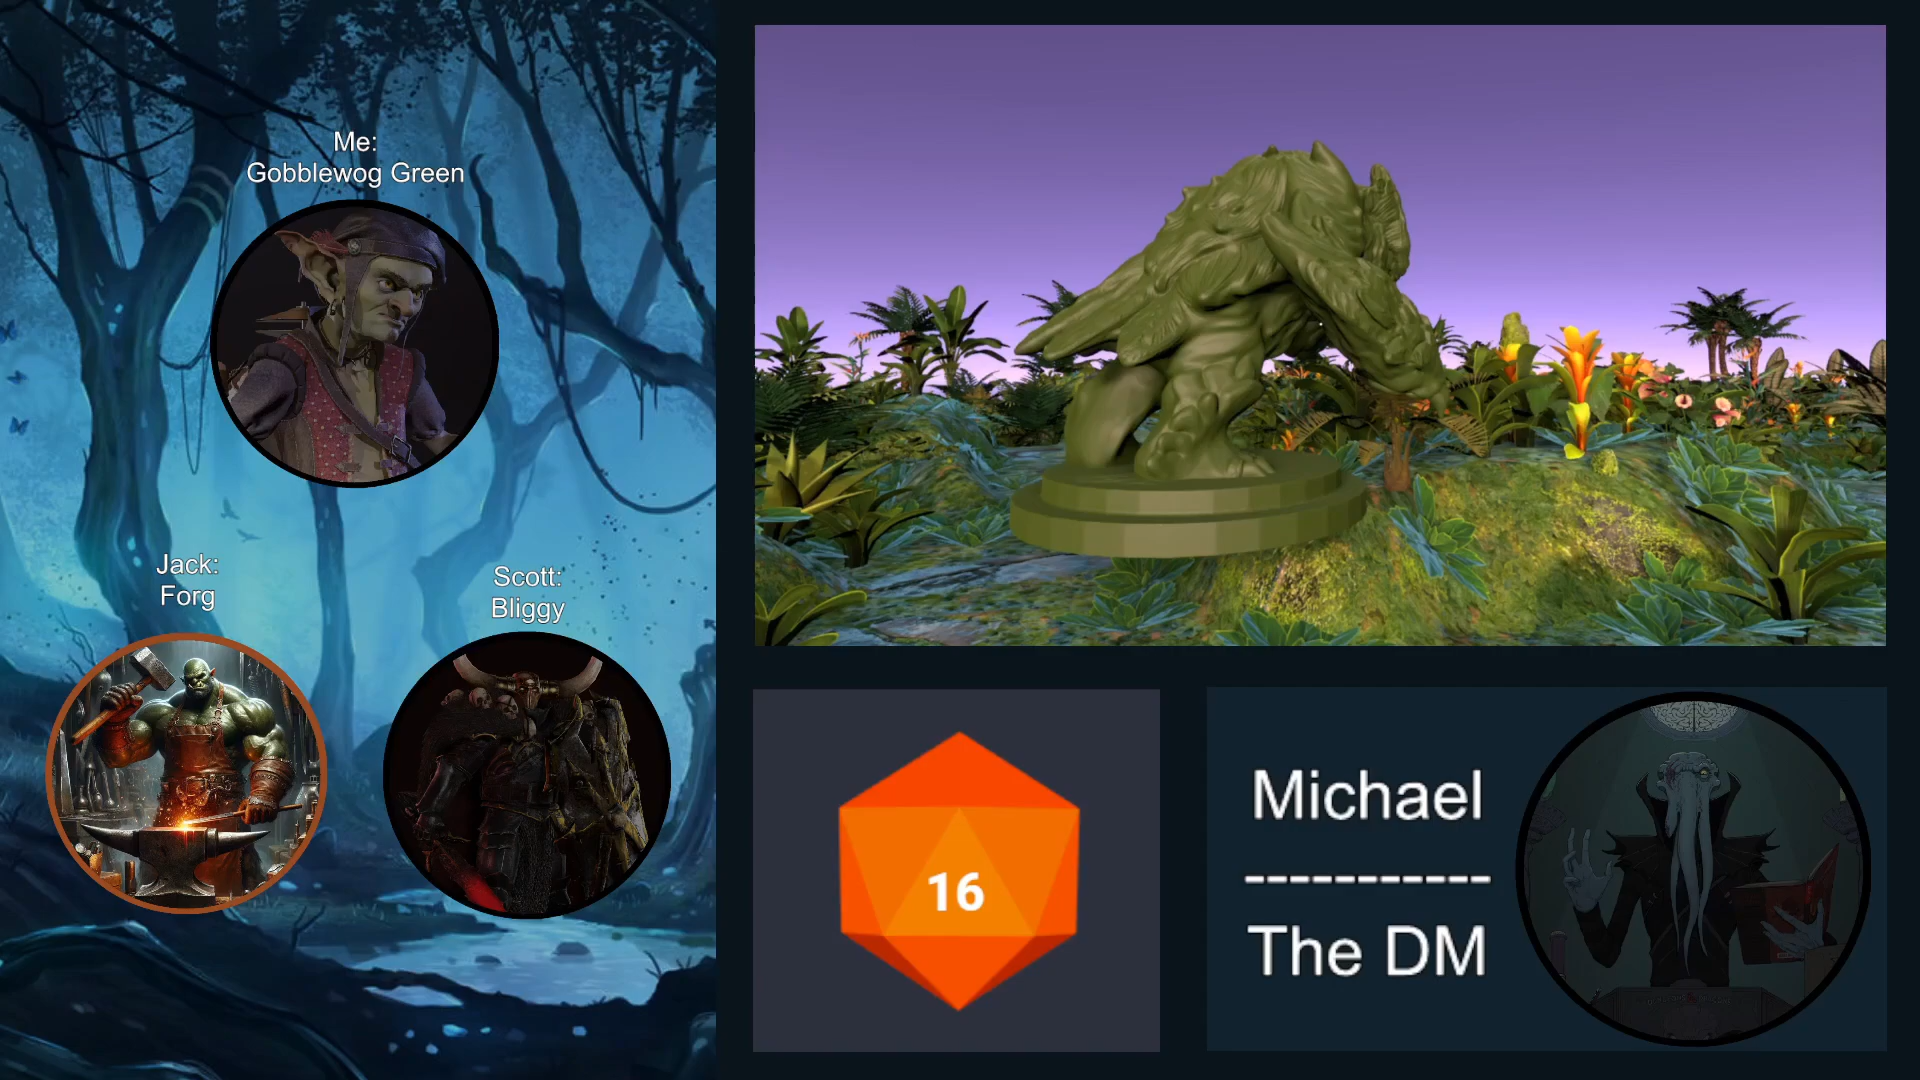 Me:
Gobblewog Green
Jack:
Forg
Scott:
Bliggy
16
Michael
-----------
The DM